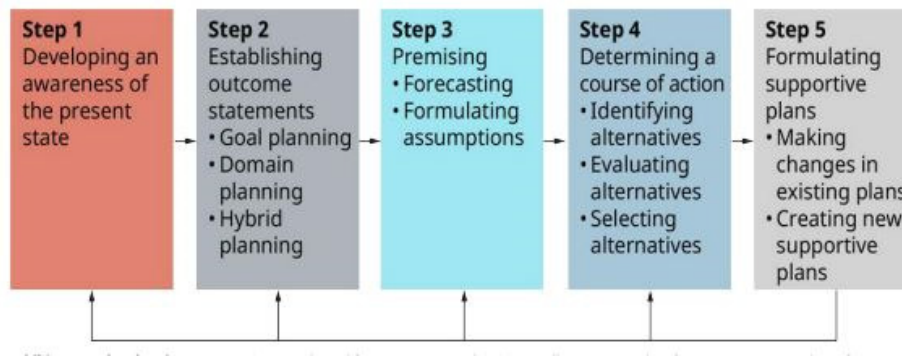 Step 1
Developing an
awareness of
the present
state
Step 2
Establishing
outcome
statements
• Goal planning
• Domain
planning
• Hybrid
planning
Step 3
Premising
• Forecasting
• Formulating
assumptions
Step 4
Determining a
course of action
• Identifying
alternatives
• Evaluating
alternatives
• Selecting
alternatives
Step 5
Formulating
supportive
plans
• Making
changes in
existing plans
• Creating new
supportive
plans